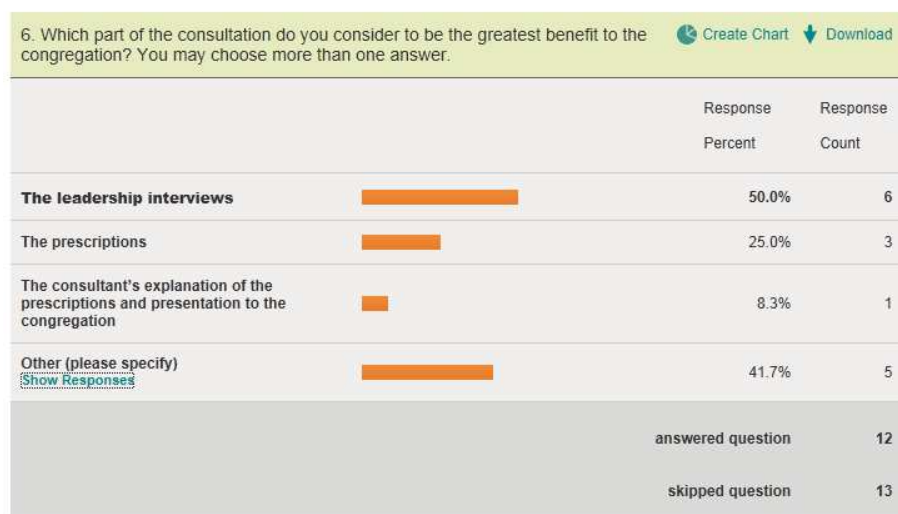 6. Which part of the consultation do you consider to be the greatest benefit to the
congregation? You may choose more than one answer.
Create Chart Download
Response Response
Percent Count
The leadership interviews 50.0% 6
The prescriptions 25.0% 3
The consultant's explanation of the
prescriptions and presentation to the
congregation
8.3% 1
Other (please specify)
Show Responses
41.7% 5
answered question 12
skipped question 13